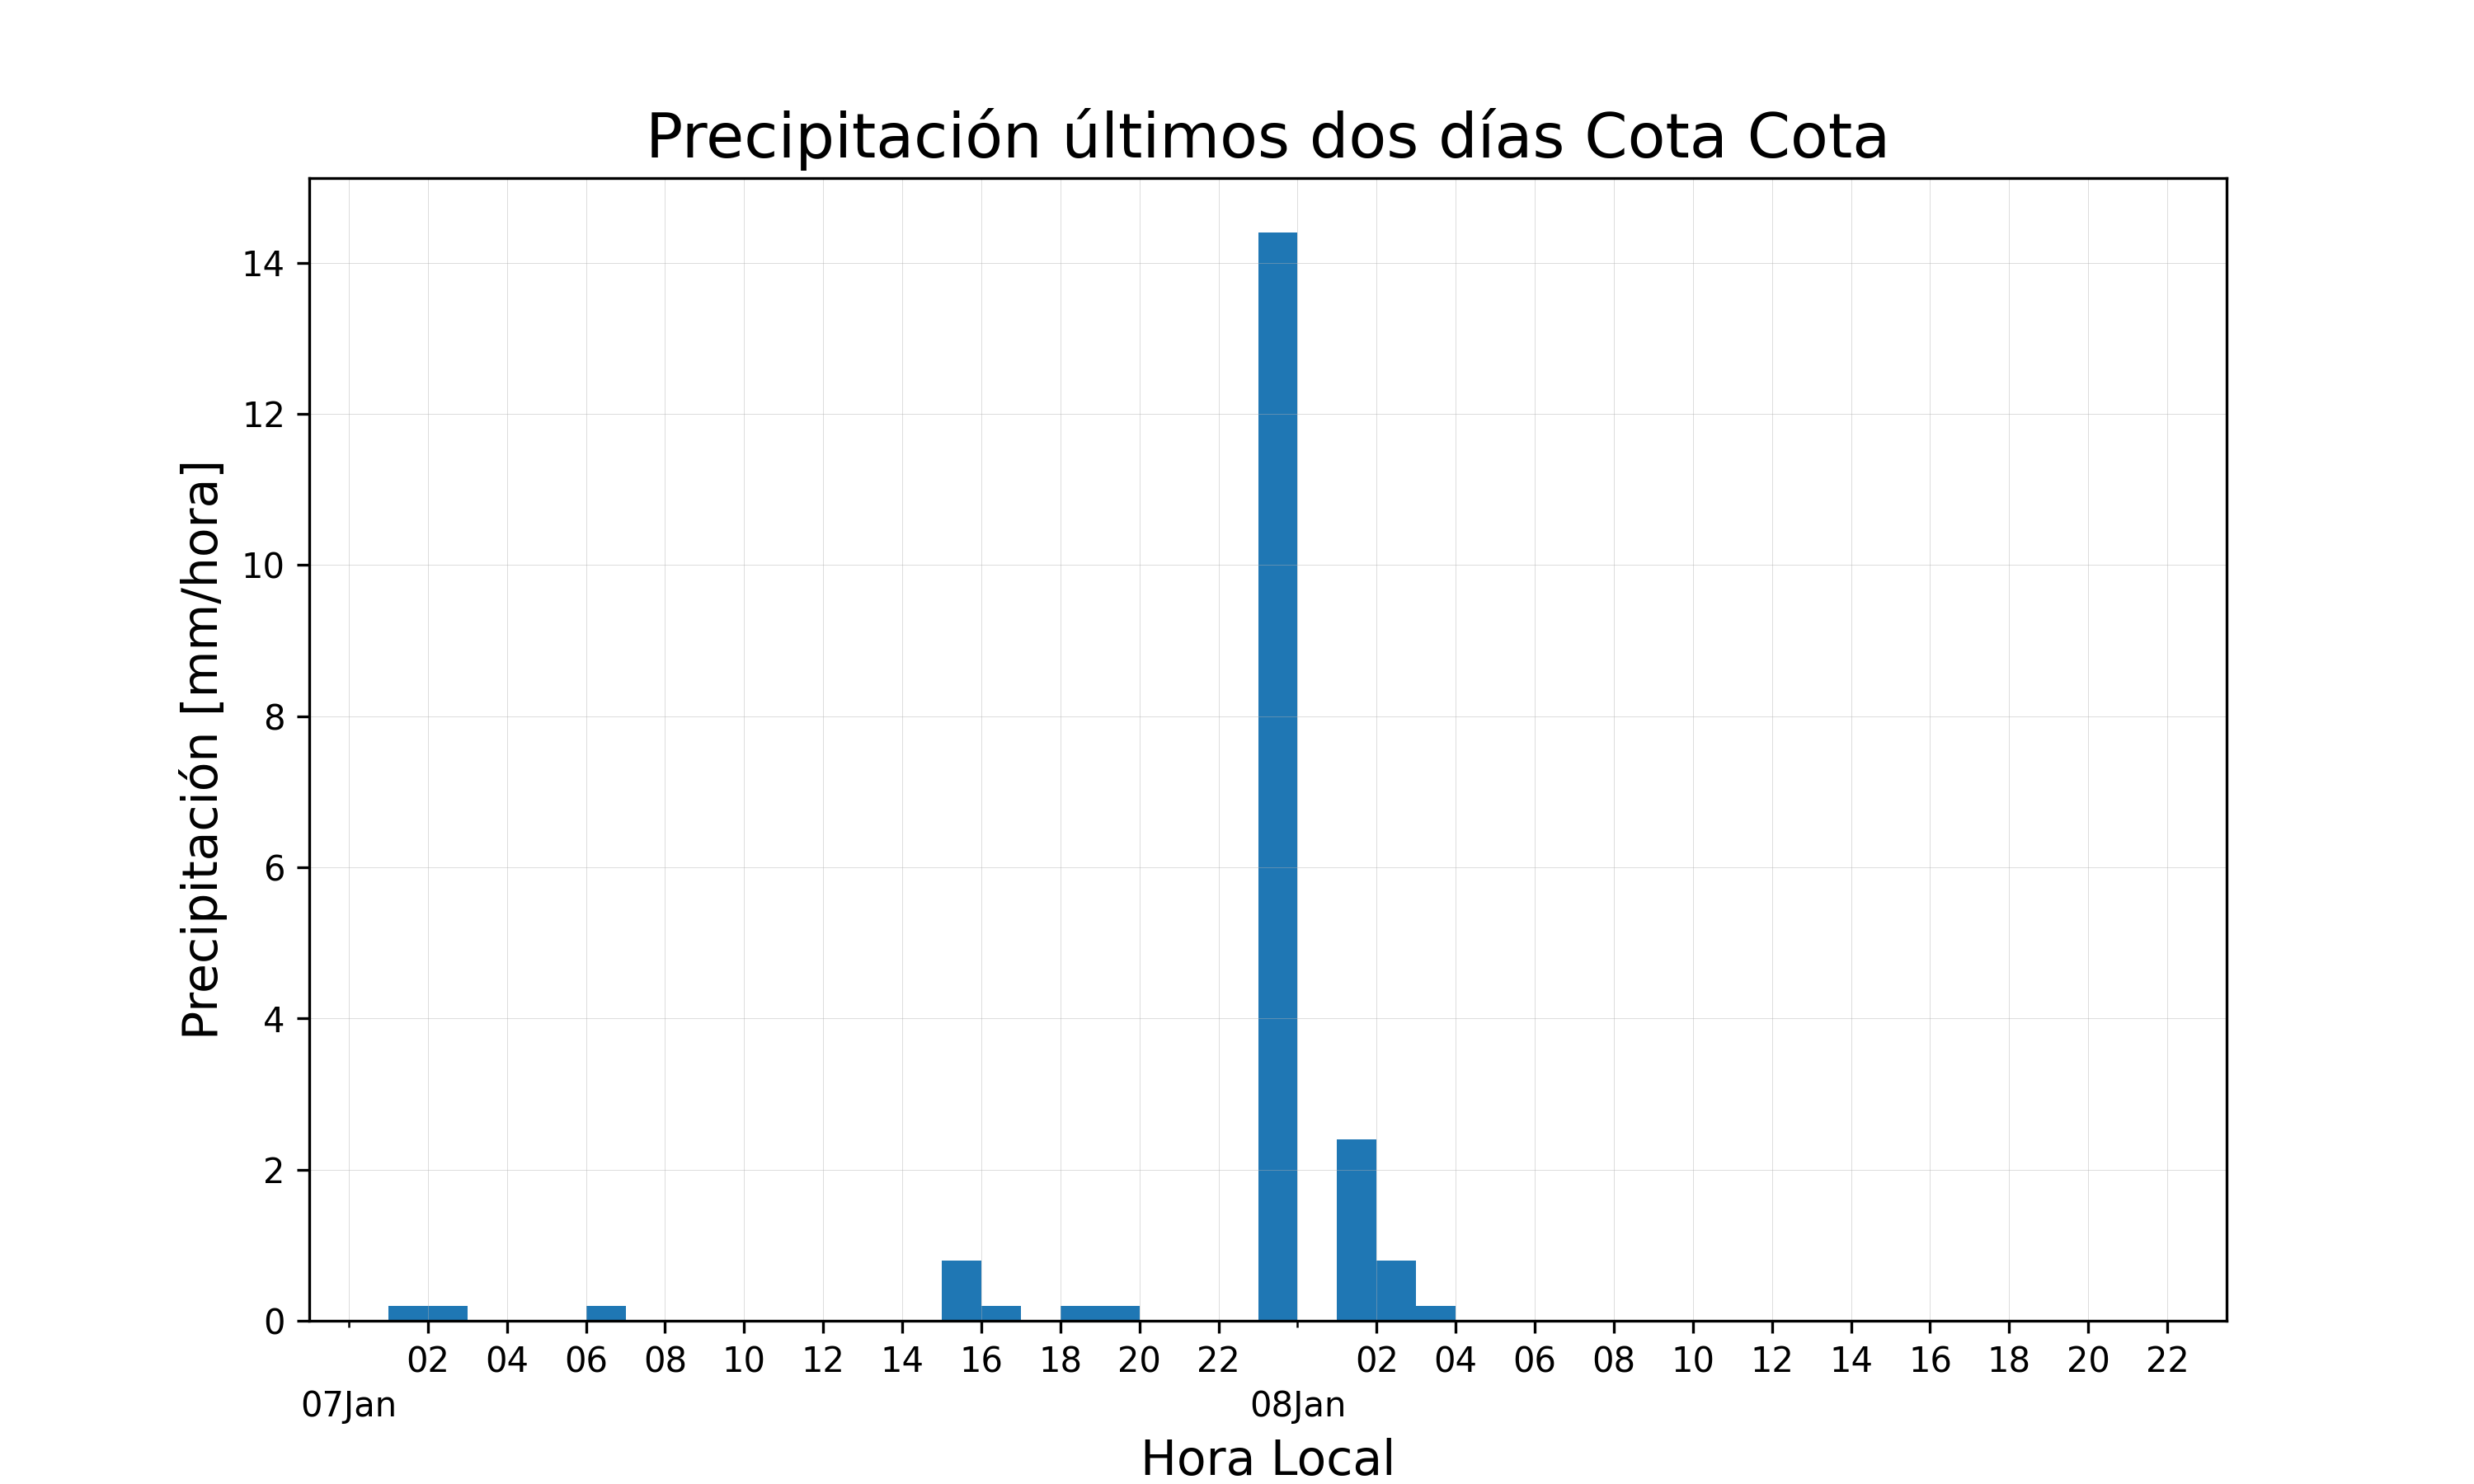 Precipitación últimos dos días Cota Cota
Precipitación [mm/hora]
14
12
10
8
6
4
2
0
02 04 06 08 10 12 14 16 18 20 22 02 04 06 08 10 12 14 16 18 20 22
07Jan 08Jan
Hora Local